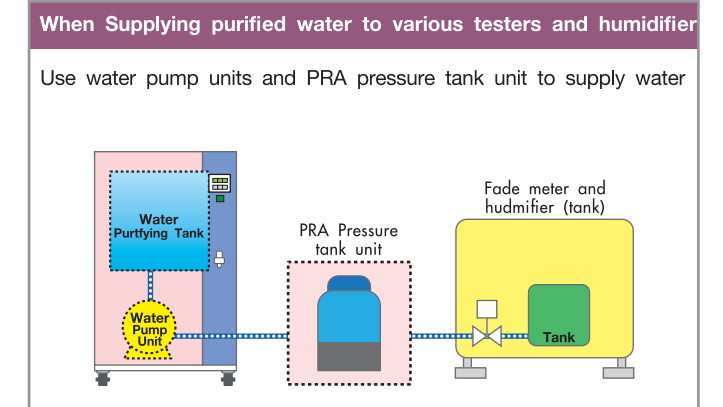 When Supplying purified water to various testers and humidifier
Use water pump units and PRA pressure tank unit to supply water
Fade meter and
hudmifier (tank)
PRA Pressure
tank unit
Water
Purtfying Tank
Water
Pump
Unit
Tank